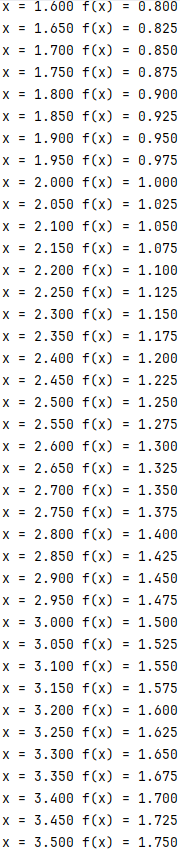 x = 1.600 f(x) = 0.800
x = 1.650 f(x) = 0.825
x = 1.700 f(x) = 0.850
x = 1.750 f(x) = 0.875
x = 1.800 f(x) = 0.900
x = 1.850 f(x) = 0.925
x = 1.900 f(x) = 0.950
x = 1.950 f(x) = 0.975
x = 2.000 f(x) = 1.000
x = 2.050 f(x) = 1.025
x = 2.100 f(x) = 1.050
x = 2.150 f(x) = 1.075
x = 2.200 f(x) = 1.100
x = 2.250 f(x) = 1.125
x = 2.300 f(x) = 1.150
x = 2.350 f(x) = 1.175
x = 2.400 f(x) = 1.200
x = 2.450 f(x) = 1.225
x = 2.500 f(x) = 1.250
x = 2.550 f(x) = 1.275
x = 2.600 f(x) = 1.300
x = 2.650 f(x) = 1.325
x = 2.700 f(x) = 1.350
x = 2.750 f(x) = 1.375
x = 2.800 f(x) = 1.400
x = 2.850 f(x) = 1.425
x = 2.900 f(x) = 1.450
x = 2.950 f(x) = 1.475
x = 3.000 f(x) = 1.500
x = 3.050 f(x) = 1.525
x = 3.100 f(x) = 1.550
x = 3.150 f(x) = 1.575
x = 3.200 f(x) = 1.600
x = 3.250 f(x) = 1.625
x = 3.300 f(x) = 1.650
x = 3.350 f(x) = 1.675
x = 3.400 f(x) = 1.700
x = 3.450 f(x) = 1.725
x = 3.500 f(x) = 1.750